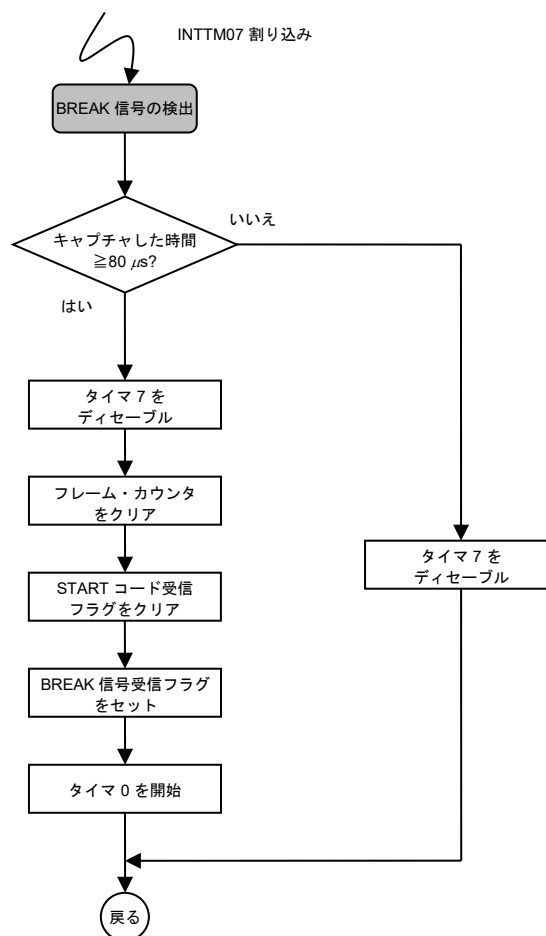 INTTM07 割り込み
BREAK 信号の検出
キャプチャした時間
≧80 μs?
いいえ
はい
タイマ 7 を
ディセーブル
フレーム・カウンタ
をクリア
START コード受信
フラグをクリア
タイマ 7 を
ディセーブル
BREAK 信号受信フラグ
をセット
タイマ 0 を開始
戻る